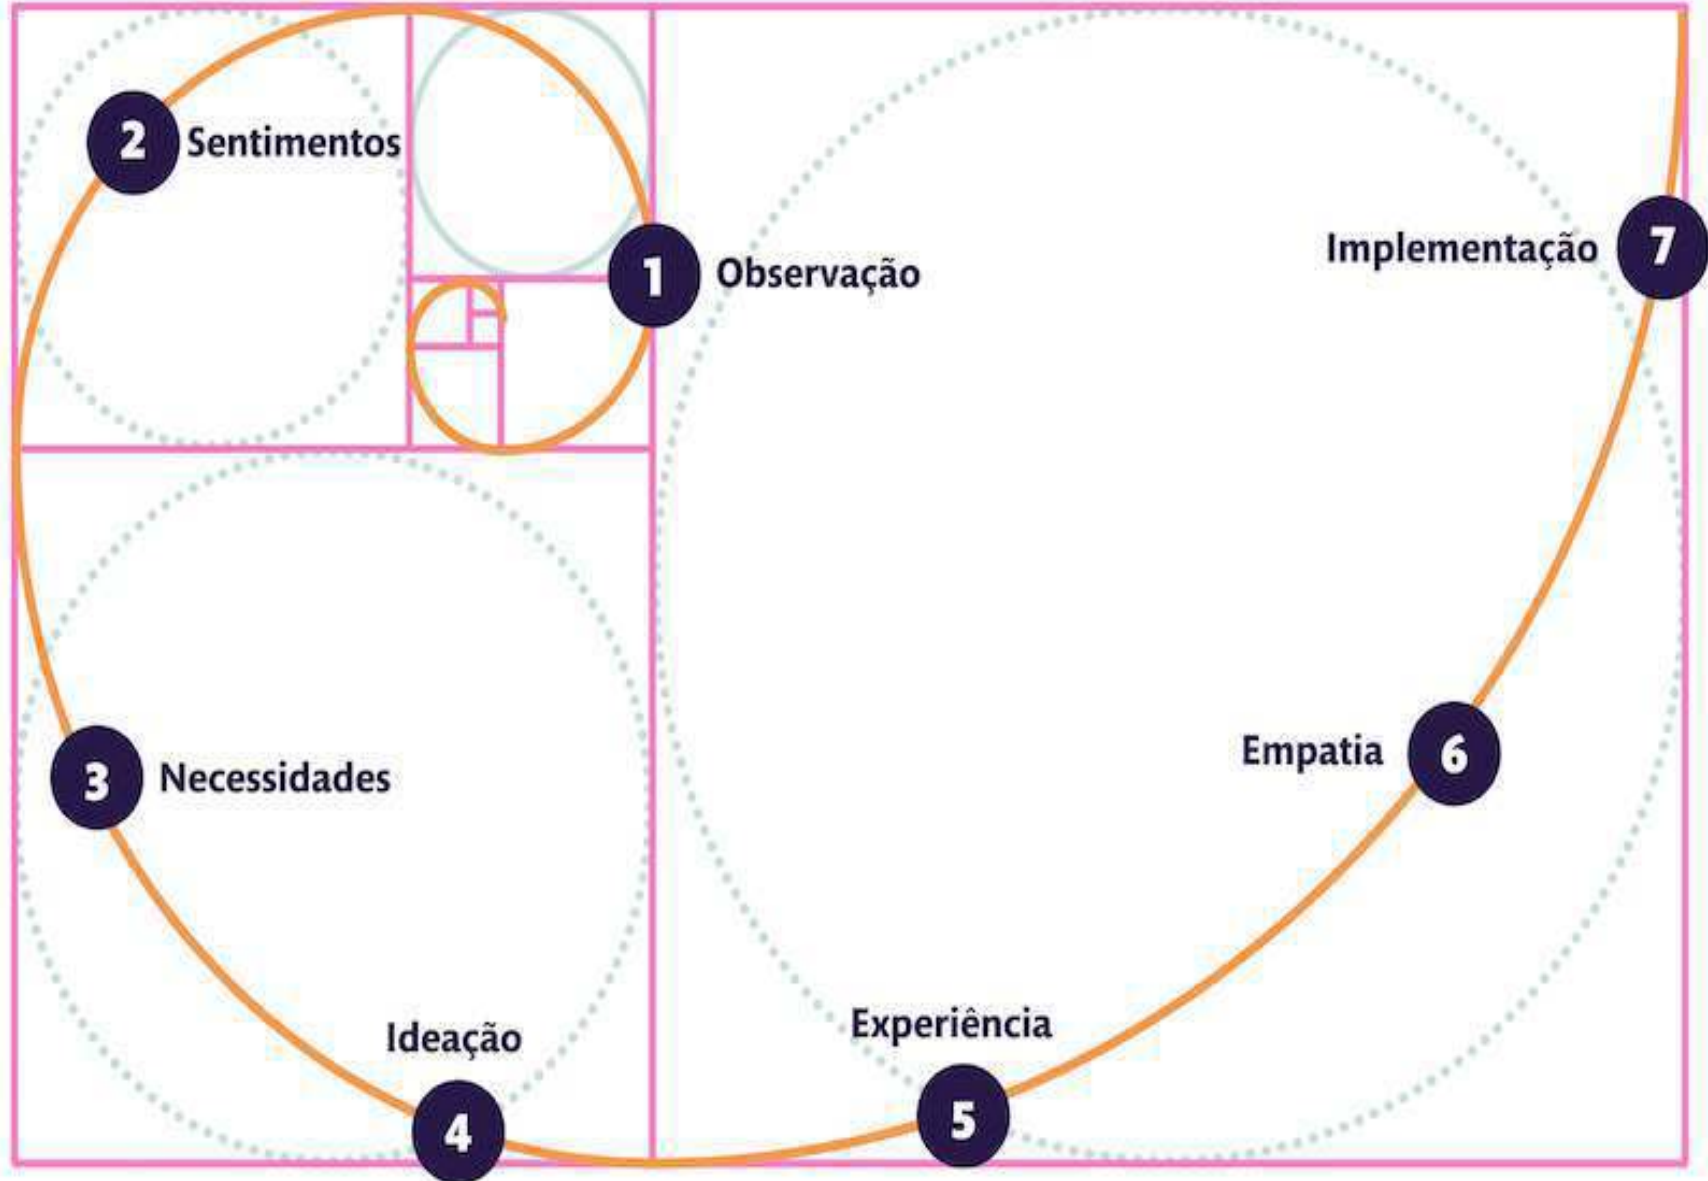 1 Observação
2 Sentimentos
3 Necessidades
Ideação
4
Experiência
5
Empatia 6
Implementação 7